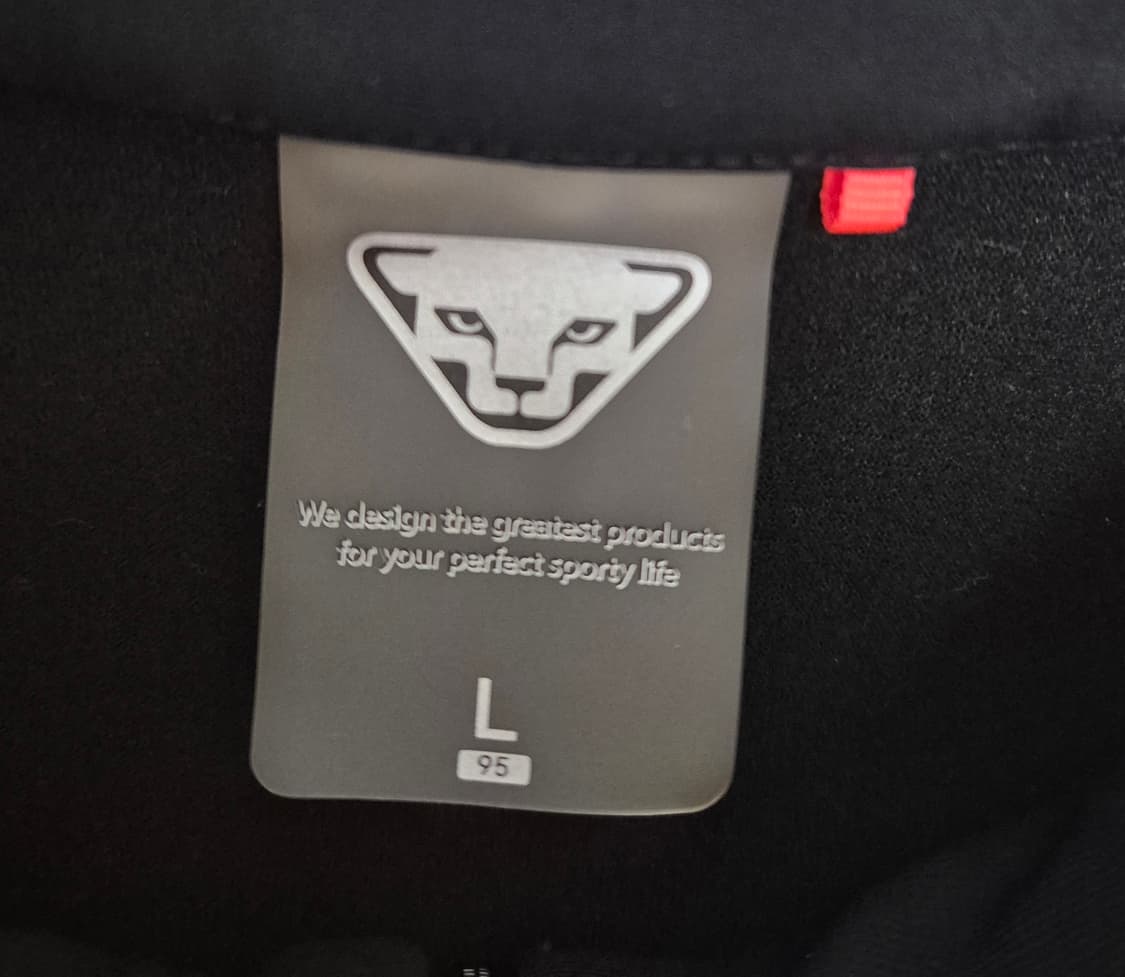 We design the greatest products
for your perfect sporty life
L
95